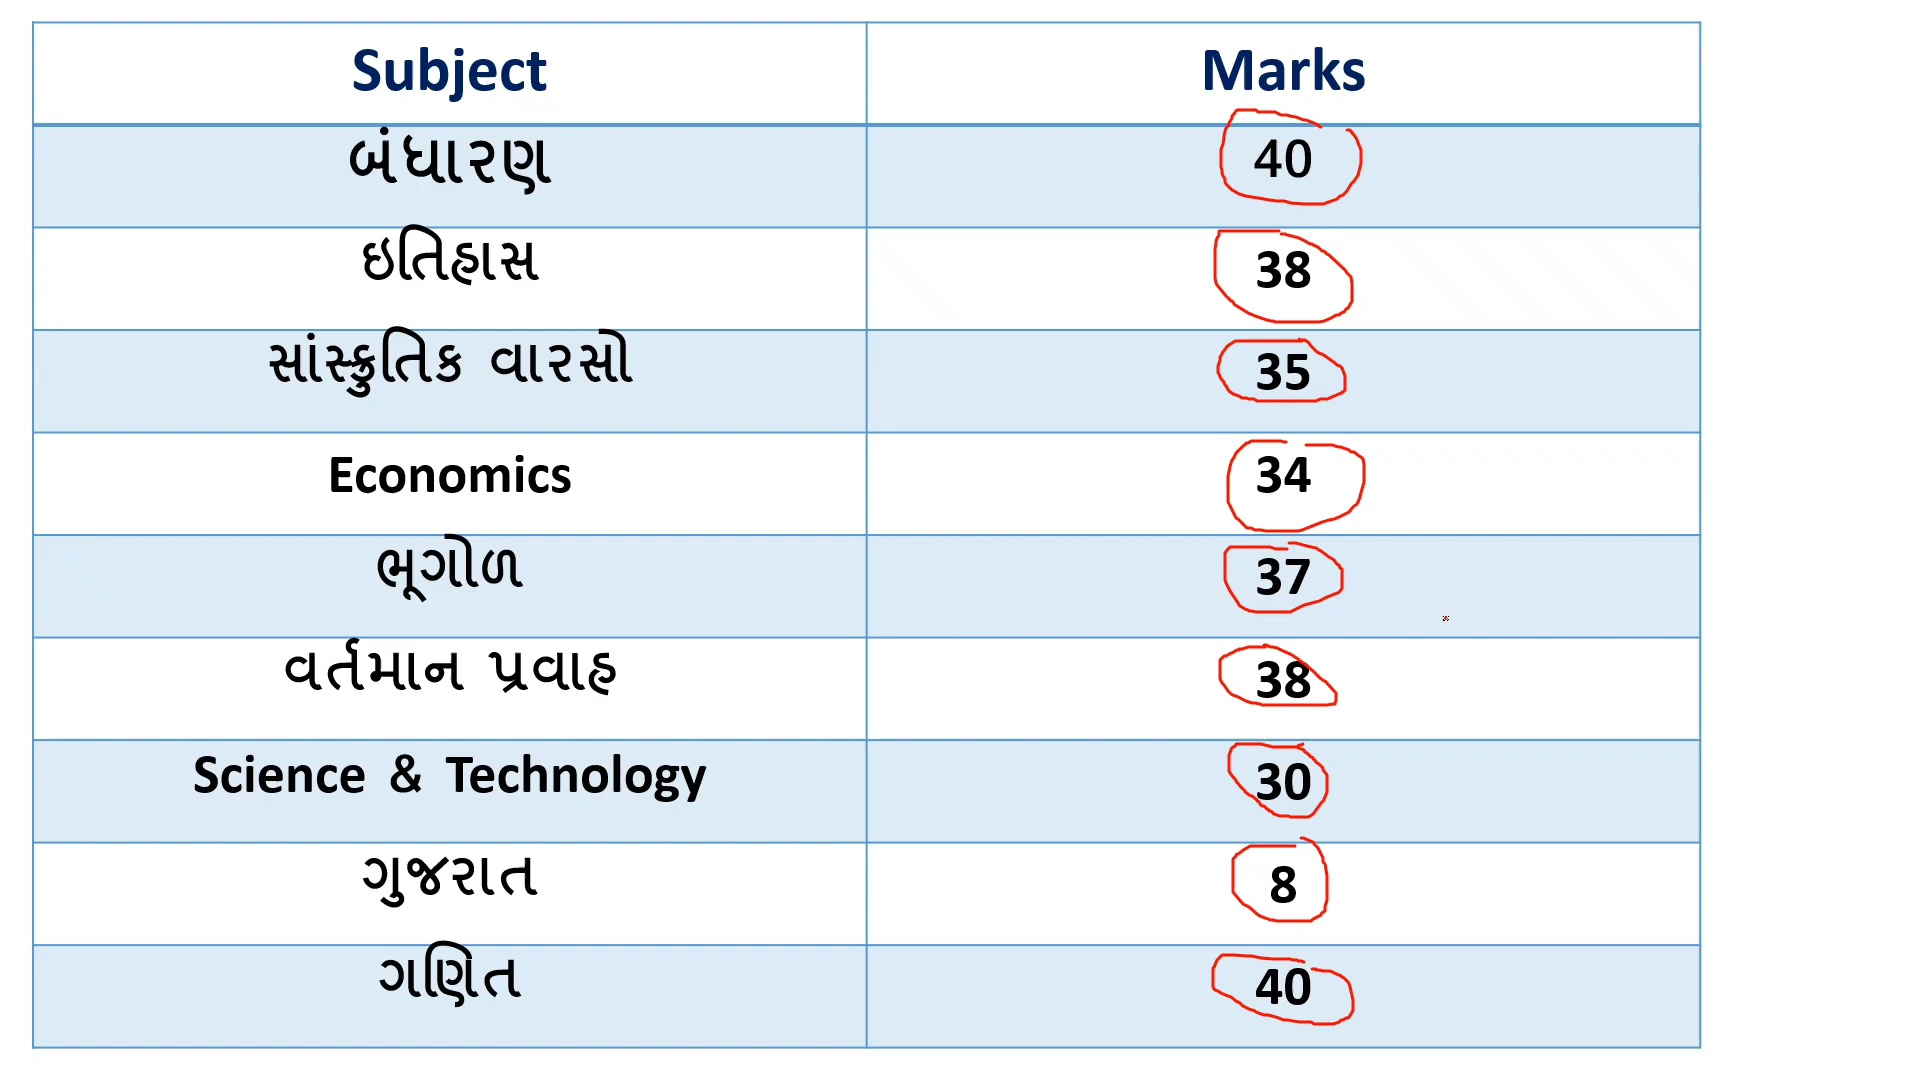 Subject Marks
બંધારણ 40
ઇતિહાસ 38
સાંસ્ક્રુતિક વારસો 35
Economics 34
ભૂગોળ 37
વર્તમાન પ્રવાહ 38
Science & Technology 30
ગુજરાત 8
ગણિત 40